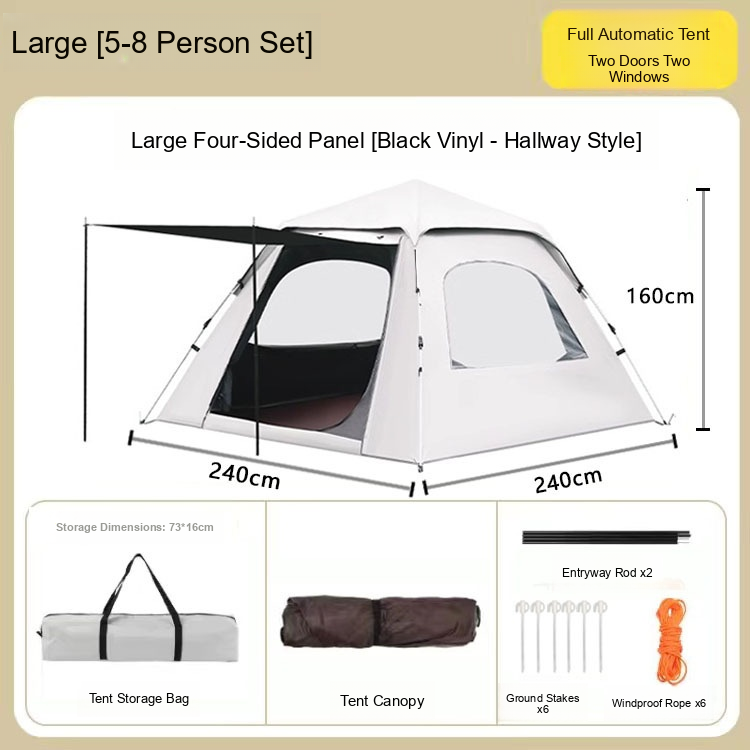 Large [5-8 Person Set]
Full Automatic Tent
Two Doors Two
Windows
Large Four-Sided Panel [Black Vinyl - Hallway Style]
160cm
240cm
240cm
Storage Dimensions: 73*16cm
Tent Storage Bag
Tent Canopy
Entryway Rod x2
Ground Stakes
x6
Windproof Rope x6